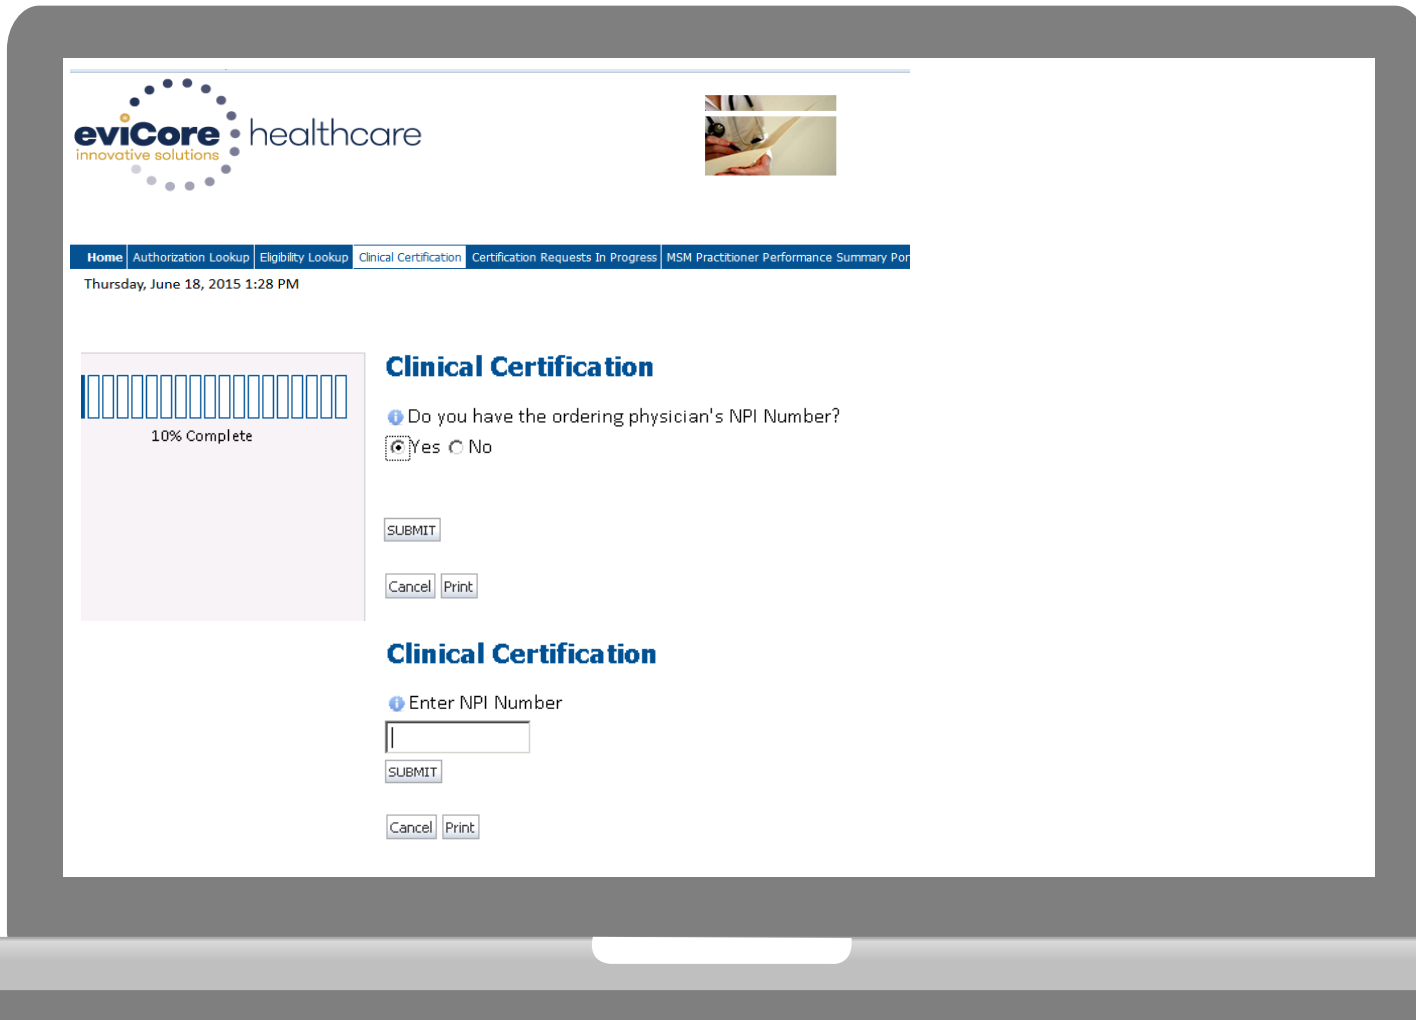 eviCore healthcare
innovative solutions
Home Authorization Lookup Eligibility Lookup Clinical Certification Certification Requests In Progress MSM Practitioner Performance Summary Por
Thursday, June 18, 2015 1:28 PM
Clinical Certification
Do you have the ordering physician's NPI Number?
10% Complete
Yes No
SUBMIT
Cancel Print
Clinical Certification
Enter NPI Number
SUBMIT
Cancel Print